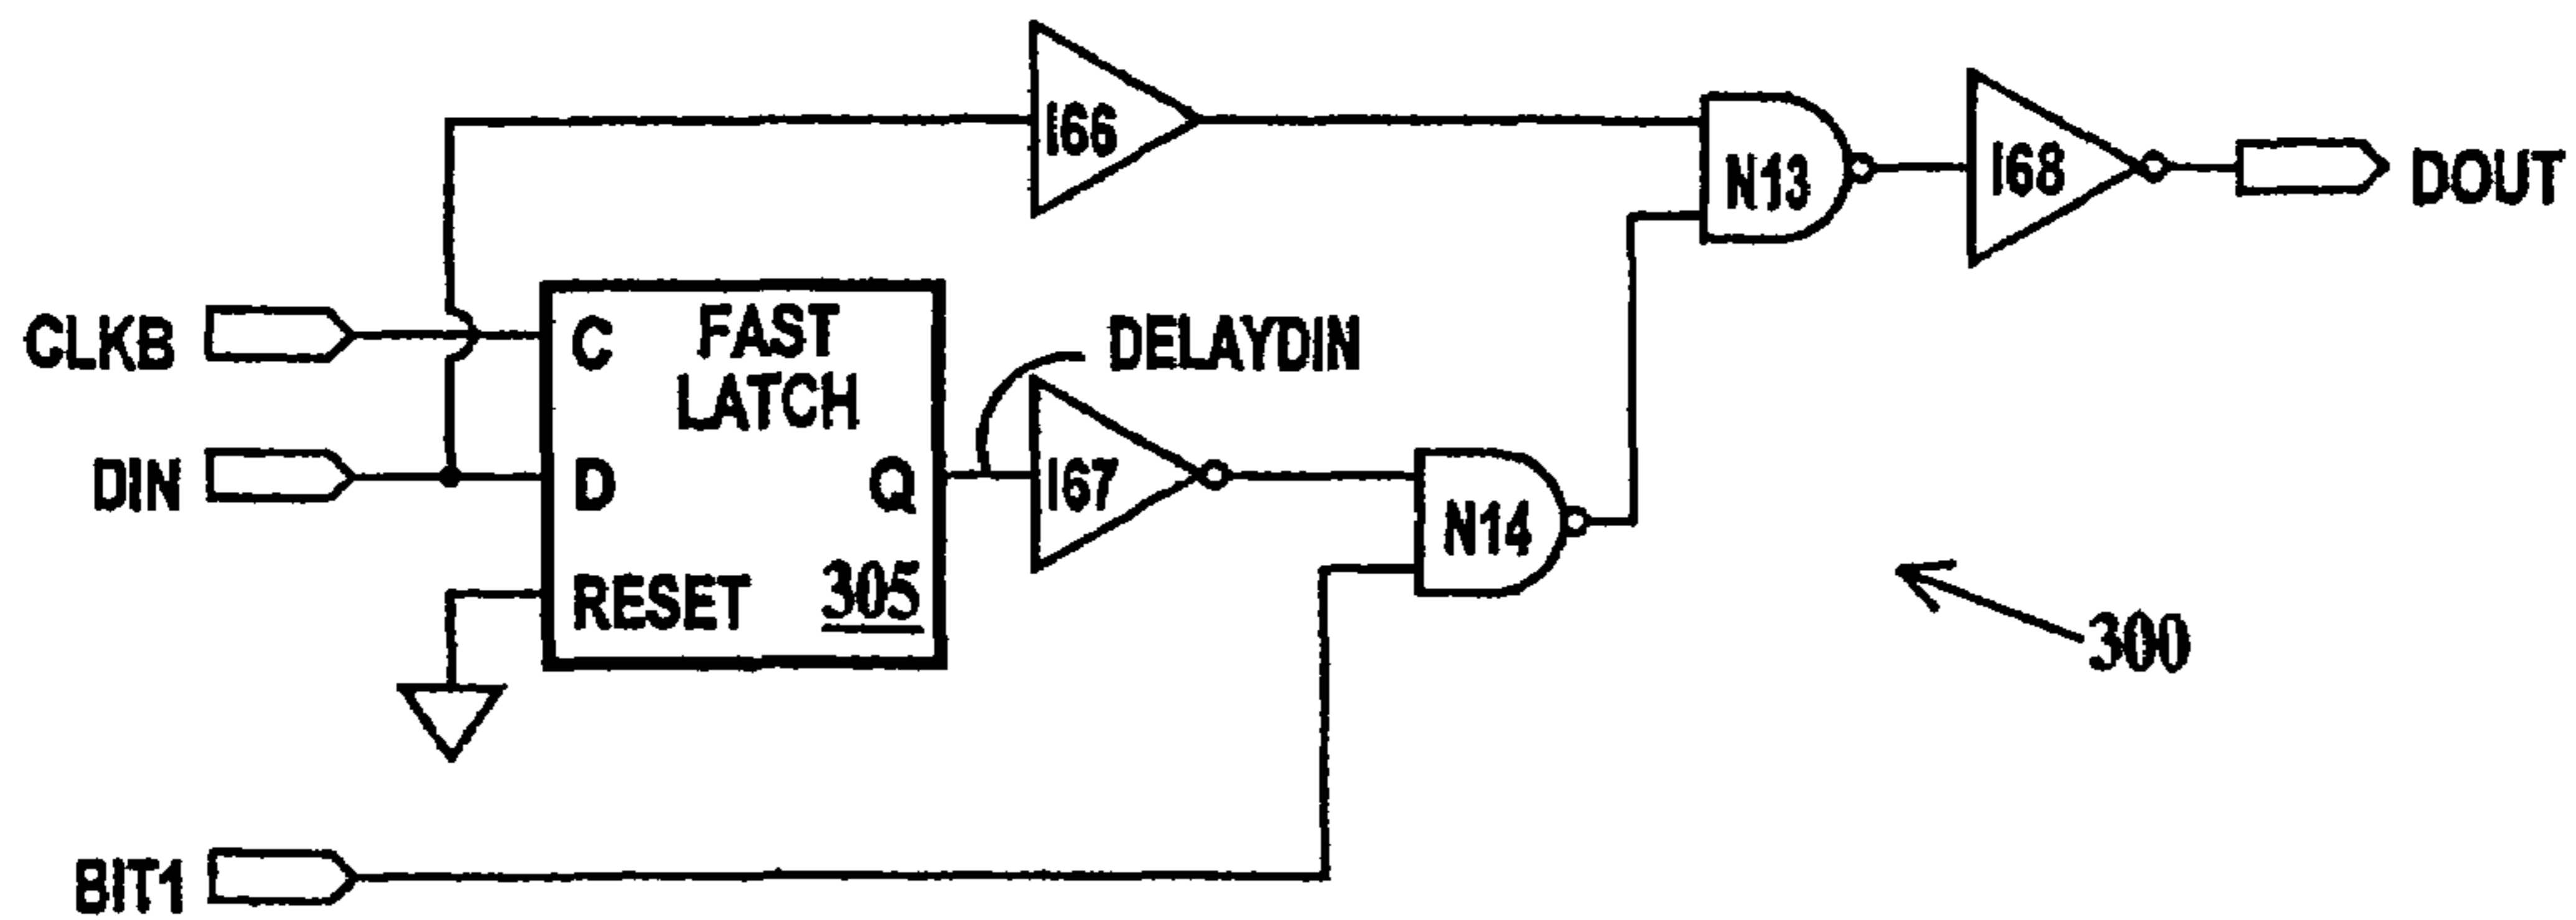 I66
N13
I68
DOUT
CLKB
C
FAST
LATCH
DELAYDIN
DIN
D
Q
I67
N14
RESET
305
300
BIT1